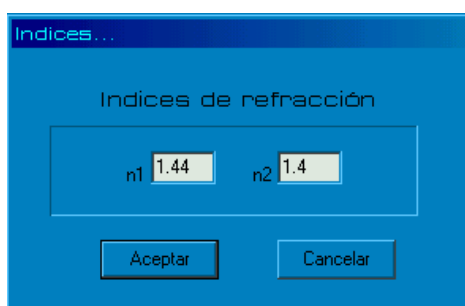 Indices...
Indices de refracción
n1 1.44 n2 1.4
Aceptar Cancelar